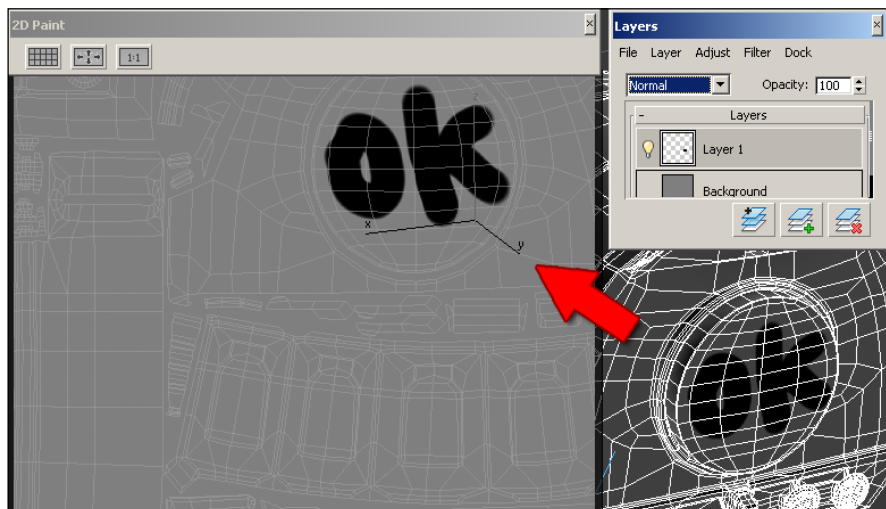 2D Paint
1:1
OK
x
y
Layers
File Layer Adjust Filter Dock
Normal Opacity: 100
- Layers
Layer 1
Background
OK